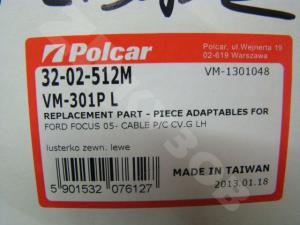 Polcar
Polcar, ul.Wejnerta 19
02-619 Warszawa
32-02-512M
VM-1301048
VM-301P L
REPLACEMENT PART - PIECE ADAPTABLES FOR
FORD FOCUS 05- CABLE P/C CV.G LH
lusterko zewn. lewe
5 901532 076127
MADE IN TAIWAN
2013.01.18